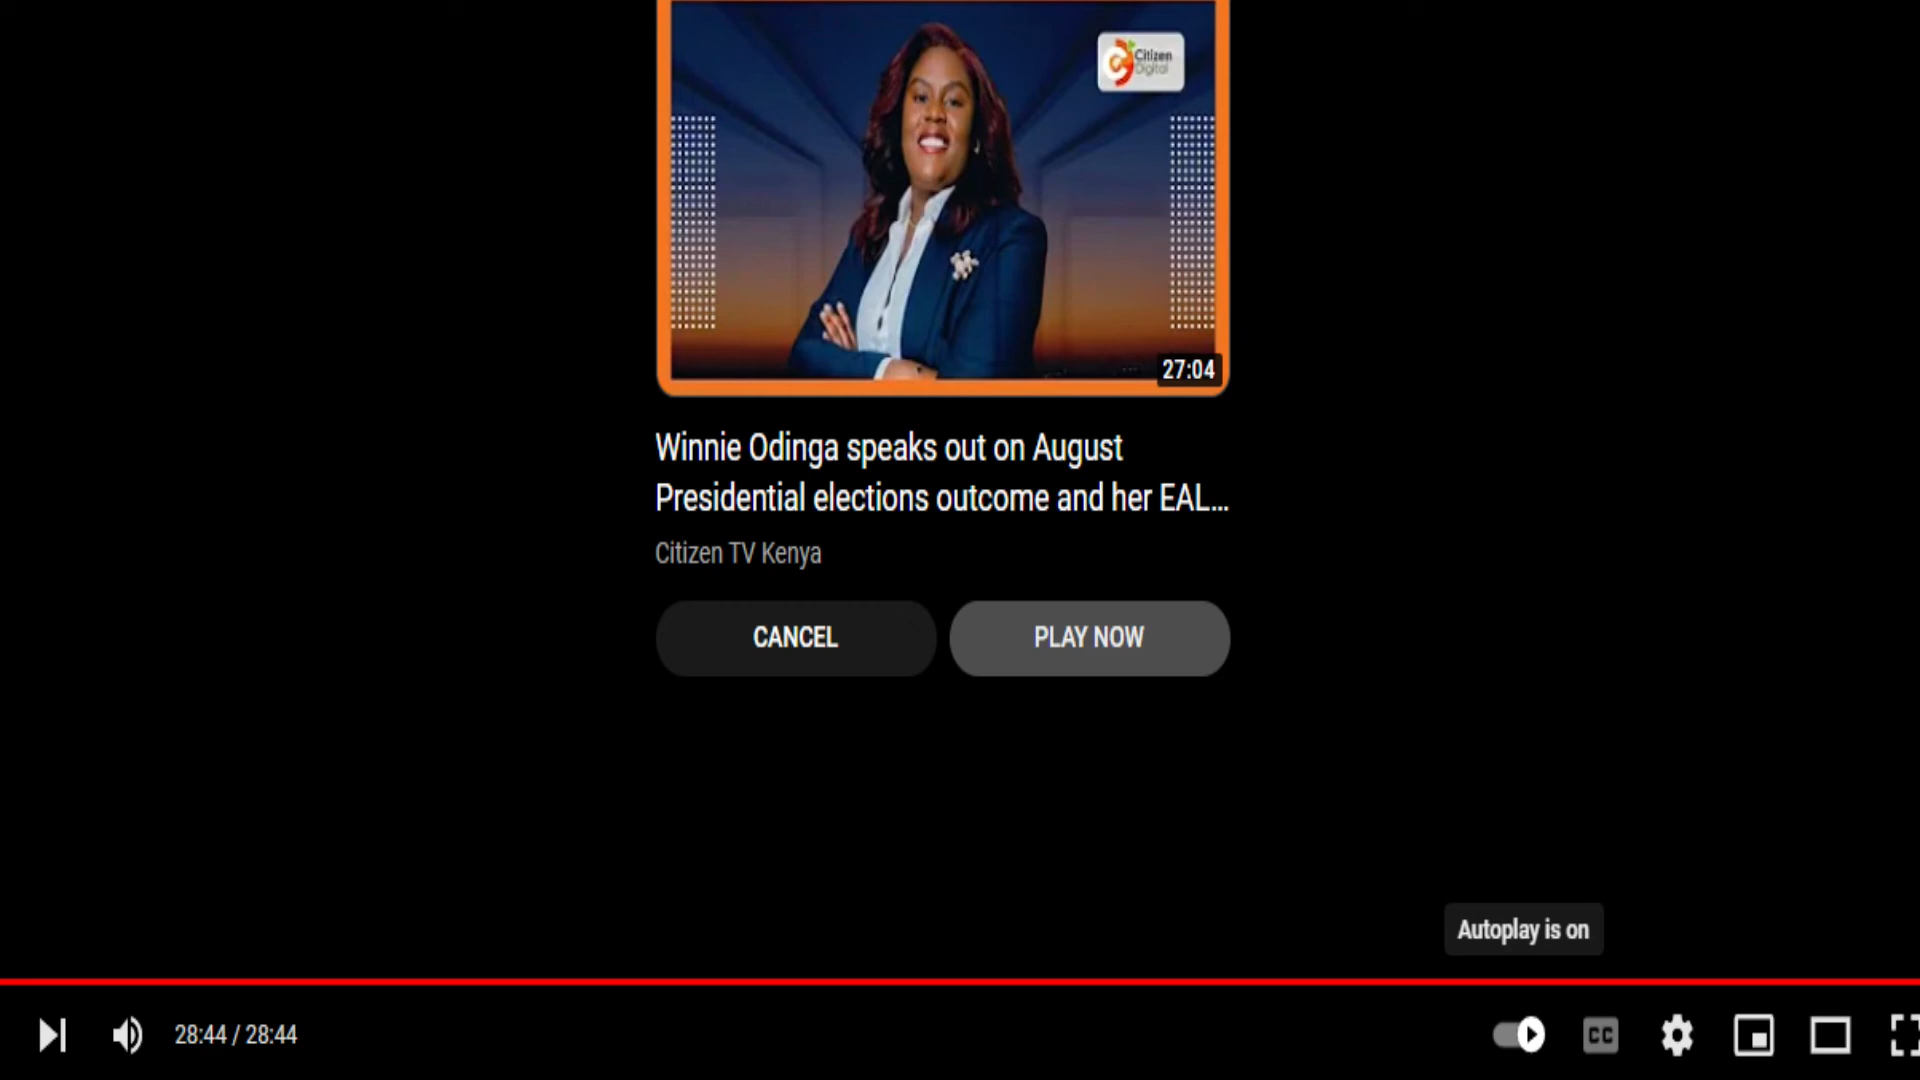 Citizen
Digital
27:04
Winnie Odinga speaks out on August
Presidential elections outcome and her EAL...
Citizen TV Kenya
CANCEL
PLAY NOW
Autoplay is on
28:44 / 28:44
CC